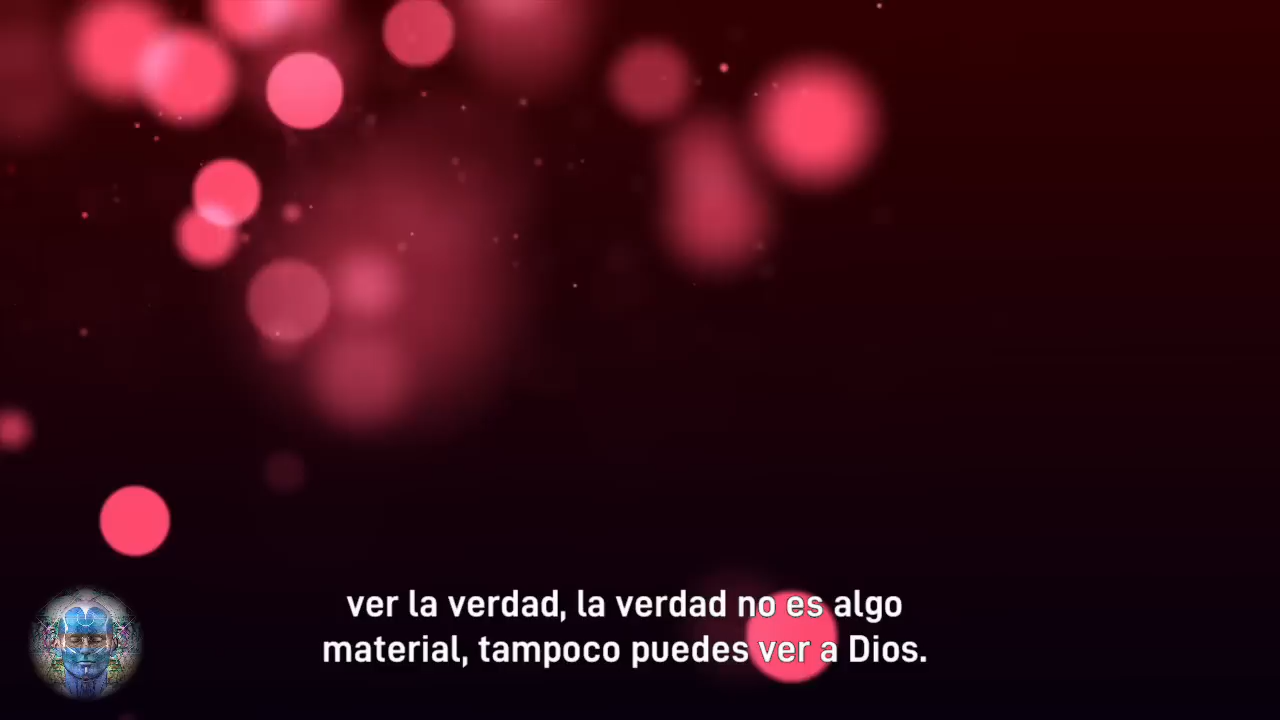 ver la verdad, la verdad no es algo
material, tampoco puedes ver a Dios.